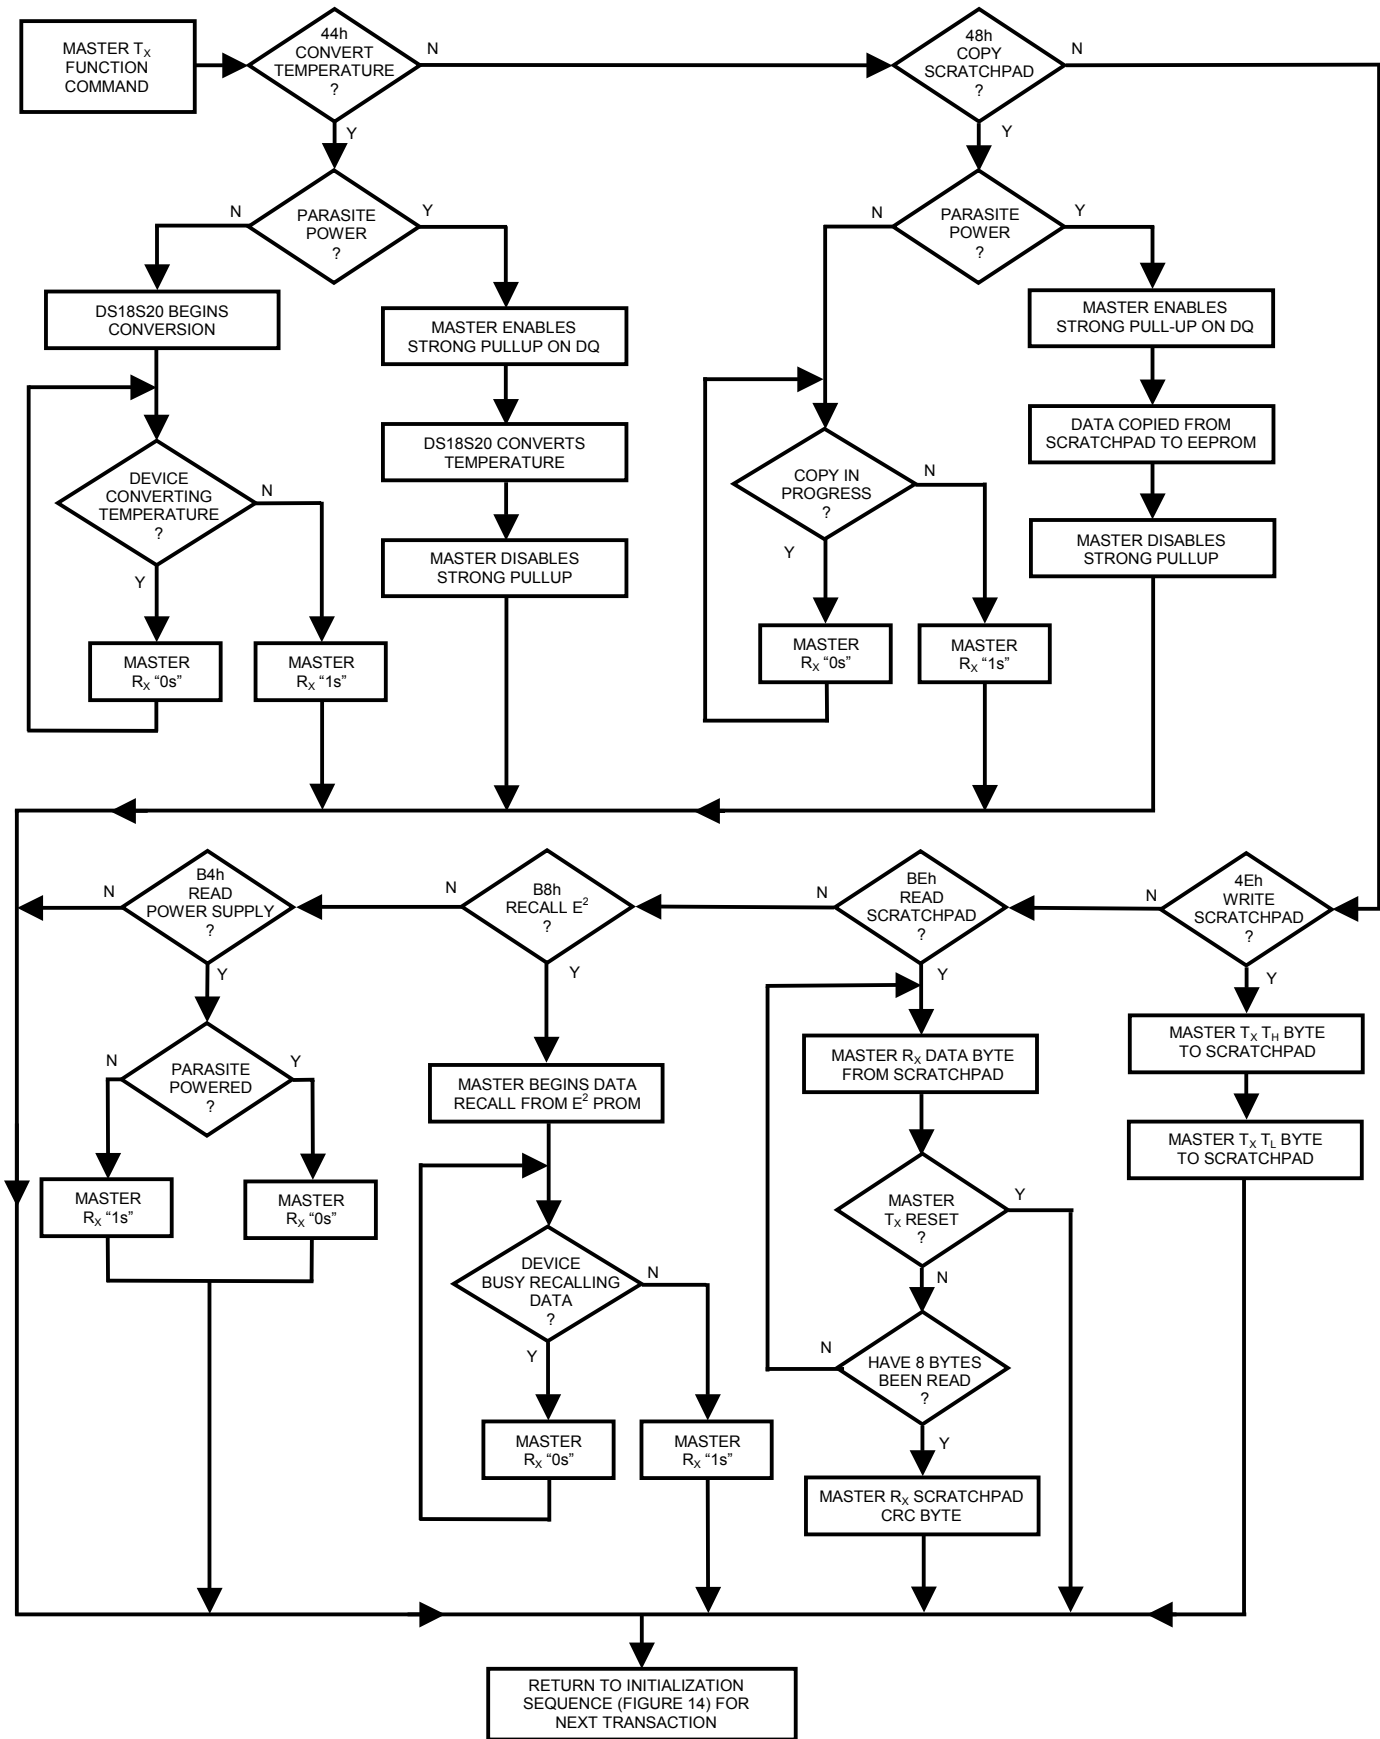 MASTER TX
FUNCTION
COMMAND
44h
CONVERT
TEMPERATURE
?
N
Y
48h
COPY
SCRATCHPAD
?
N
Y
PARASITE
POWER
?
N
Y
PARASITE
POWER
?
N
Y
DS18S20 BEGINS
CONVERSION
MASTER ENABLES
STRONG PULLUP ON DQ
MASTER ENABLES
STRONG PULL-UP ON DQ
DS18S20 CONVERTS
TEMPERATURE
DATA COPIED FROM
SCRATCHPAD TO EEPROM
DEVICE
CONVERTING
TEMPERATURE
?
N
Y
COPY IN
PROGRESS
?
N
Y
MASTER DISABLES
STRONG PULLUP
MASTER DISABLES
STRONG PULLUP
MASTER
RX “0s”
MASTER
RX “1s”
MASTER
RX “0s”
MASTER
RX “1s”
B4h
READ
POWER SUPPLY
?
N
Y
B8h
RECALL E2
?
N
Y
BEh
READ
SCRATCHPAD
?
N
Y
4Eh
WRITE
SCRATCHPAD
?
N
Y
PARASITE
POWERED
?
N
Y
MASTER BEGINS DATA
RECALL FROM E2 PROM
MASTER RX DATA BYTE
FROM SCRATCHPAD
MASTER TX TH BYTE
TO SCRATCHPAD
MASTER TX TL BYTE
TO SCRATCHPAD
MASTER
RX “1s”
MASTER
RX “0s”
MASTER
TX RESET
?
Y
N
DEVICE
BUSY RECALLING
DATA
?
N
Y
HAVE 8 BYTES
BEEN READ
?
N
Y
MASTER
RX “0s”
MASTER
RX “1s”
MASTER RX SCRATCHPAD
CRC BYTE
RETURN TO INITIALIZATION
SEQUENCE (FIGURE 14) FOR
NEXT TRANSACTION